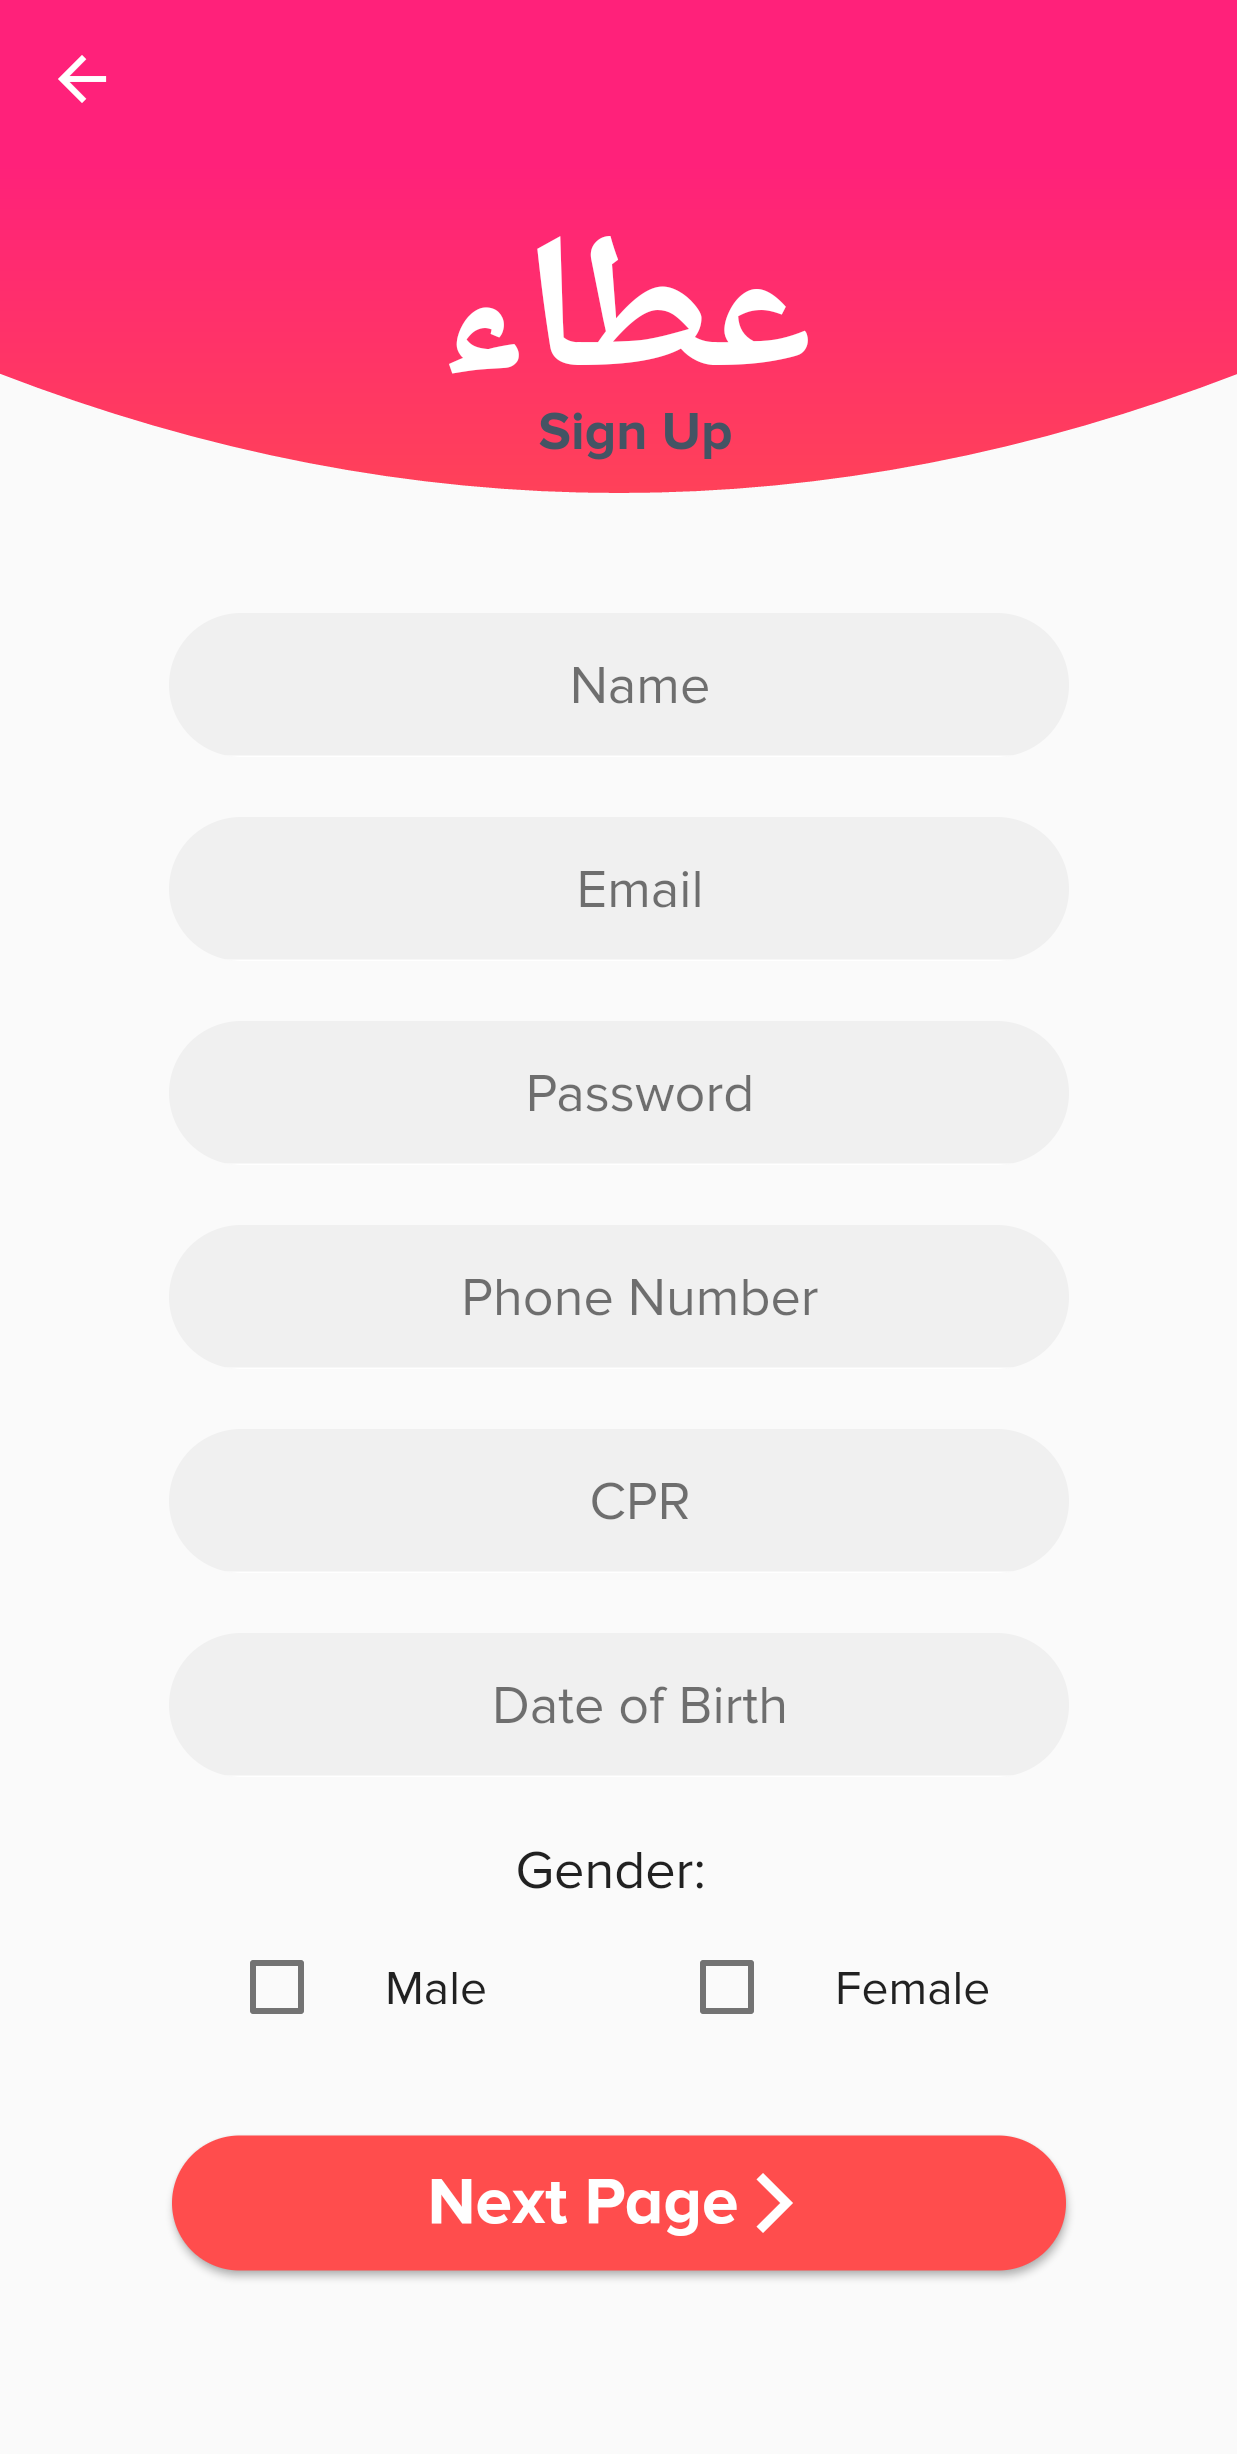 عطاء
Sign Up
Name
Email
Password
Phone Number
CPR
Date of Birth
Gender:
Male Female
Next Page